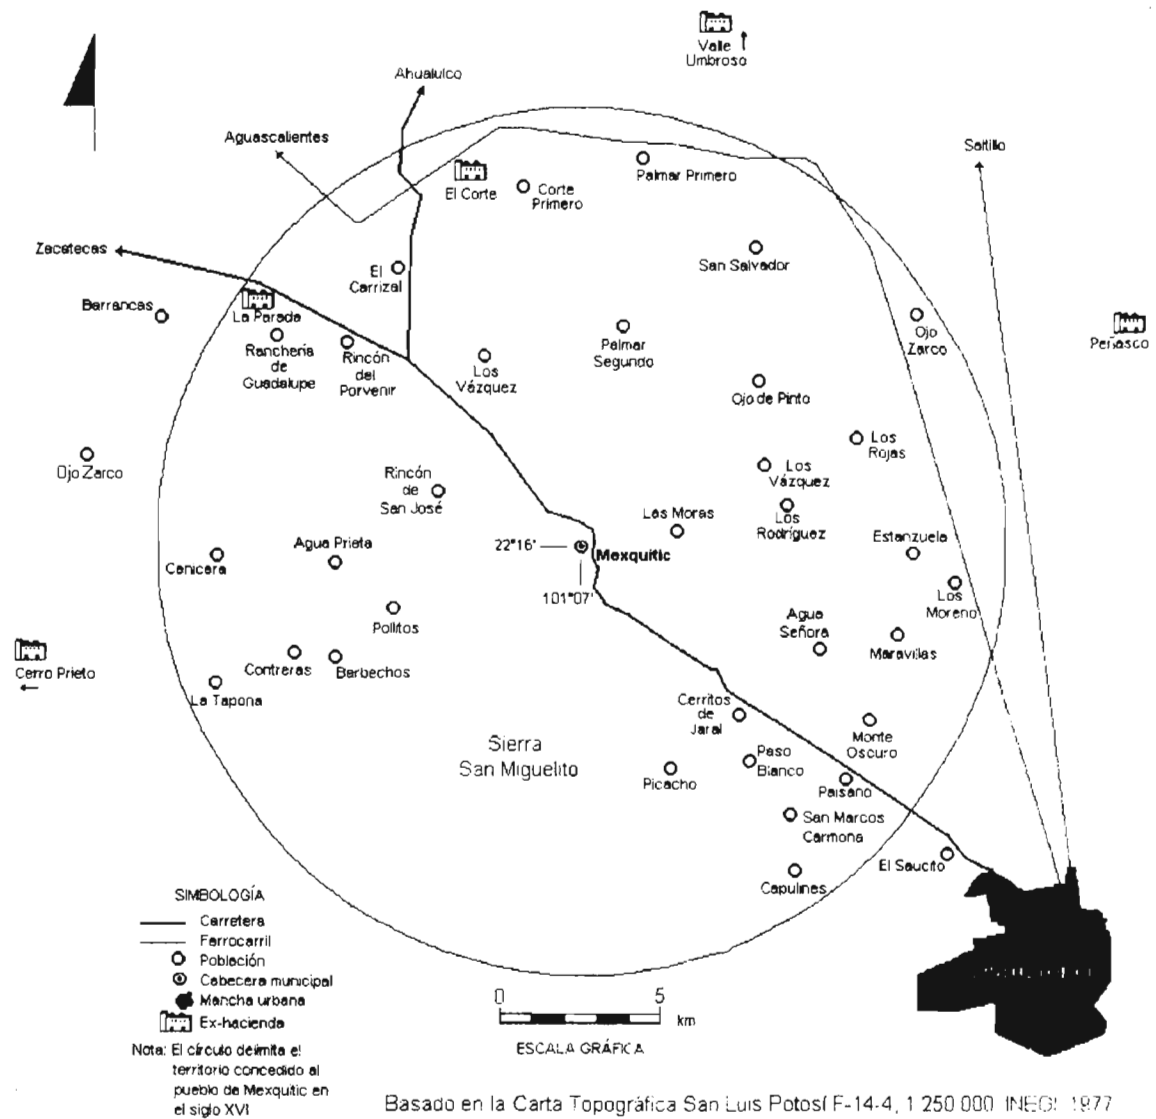 Valle
Umbroso
Ahualulco
Aguascalientes
Saltillo
El Corte
Corte
Primero
Palmar Primero
Zacatecas
San Salvador
El
Carrizal
Barrancas
La Parada
Ranchería
de
Guadalupe
Rincón
del
Porvenir
Los
Vázquez
Palmar
Segundo
Ojo
Zarco
Peñasco
Ojo de Pinto
Los
Rojas
Ojo Zarco
Rincón
de
San José
Los
Vázquez
Las Moras
Los
Rodríguez
Estanzuela
22°16'
Mexquitic
101°07'
Agua Prieta
Canicera
Los
Moreno
Pollitos
Agua
Señora
Maravillas
Cerro Prieto
Contreras
Barbechos
La Tapona
Cerritos
de
Jaral
Monte
Oscuro
Sierra
San Miguelito
Picacho
Paso
Blanco
Paisano
San Marcos
Carmona
El Saucito
Capulines
SIMBOLOGÍA
Carretera
Ferrocarril
Población
Cabecera municipal
Mancha urbana
Ex-hacienda
0 5
km
ESCALA GRÁFICA
Nota: El círculo delimita el
territorio concedido al
pueblo de Mexquitic en
el siglo XVI
Basado en la Carta Topográfica San Luis Potosí F-14-4, 1 250 000 INEGI 1977